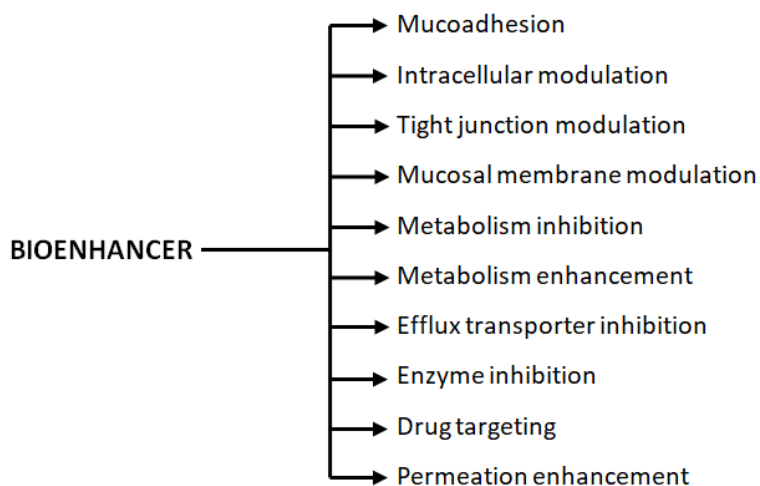 Mucoadhesion
Intracellular modulation
Tight junction modulation
Mucosal membrane modulation
Metabolism inhibition
BIOENHANCER
Metabolism enhancement
Efflux transporter inhibition
Enzyme inhibition
Drug targeting
Permeation enhancement